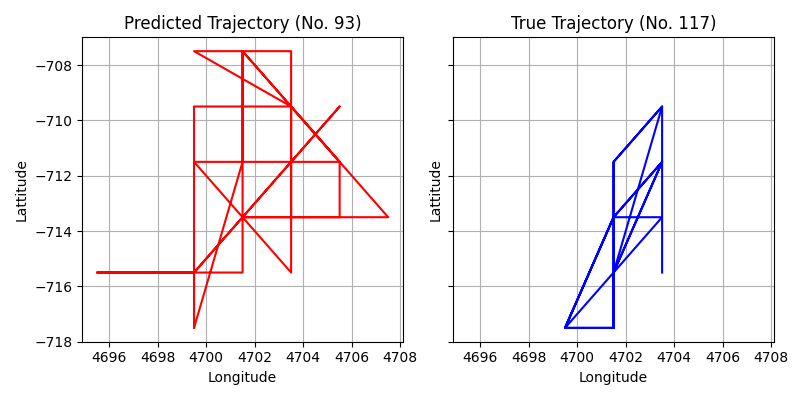 Predicted Trajectory (No. 93)
True Trajectory (No. 117)
Lattitude
−708
−710
−712
−714
−716
−718
4696 4698 4700 4702 4704 4706 4708
Longitude
Lattitude
4696 4698 4700 4702 4704 4706 4708
Longitude